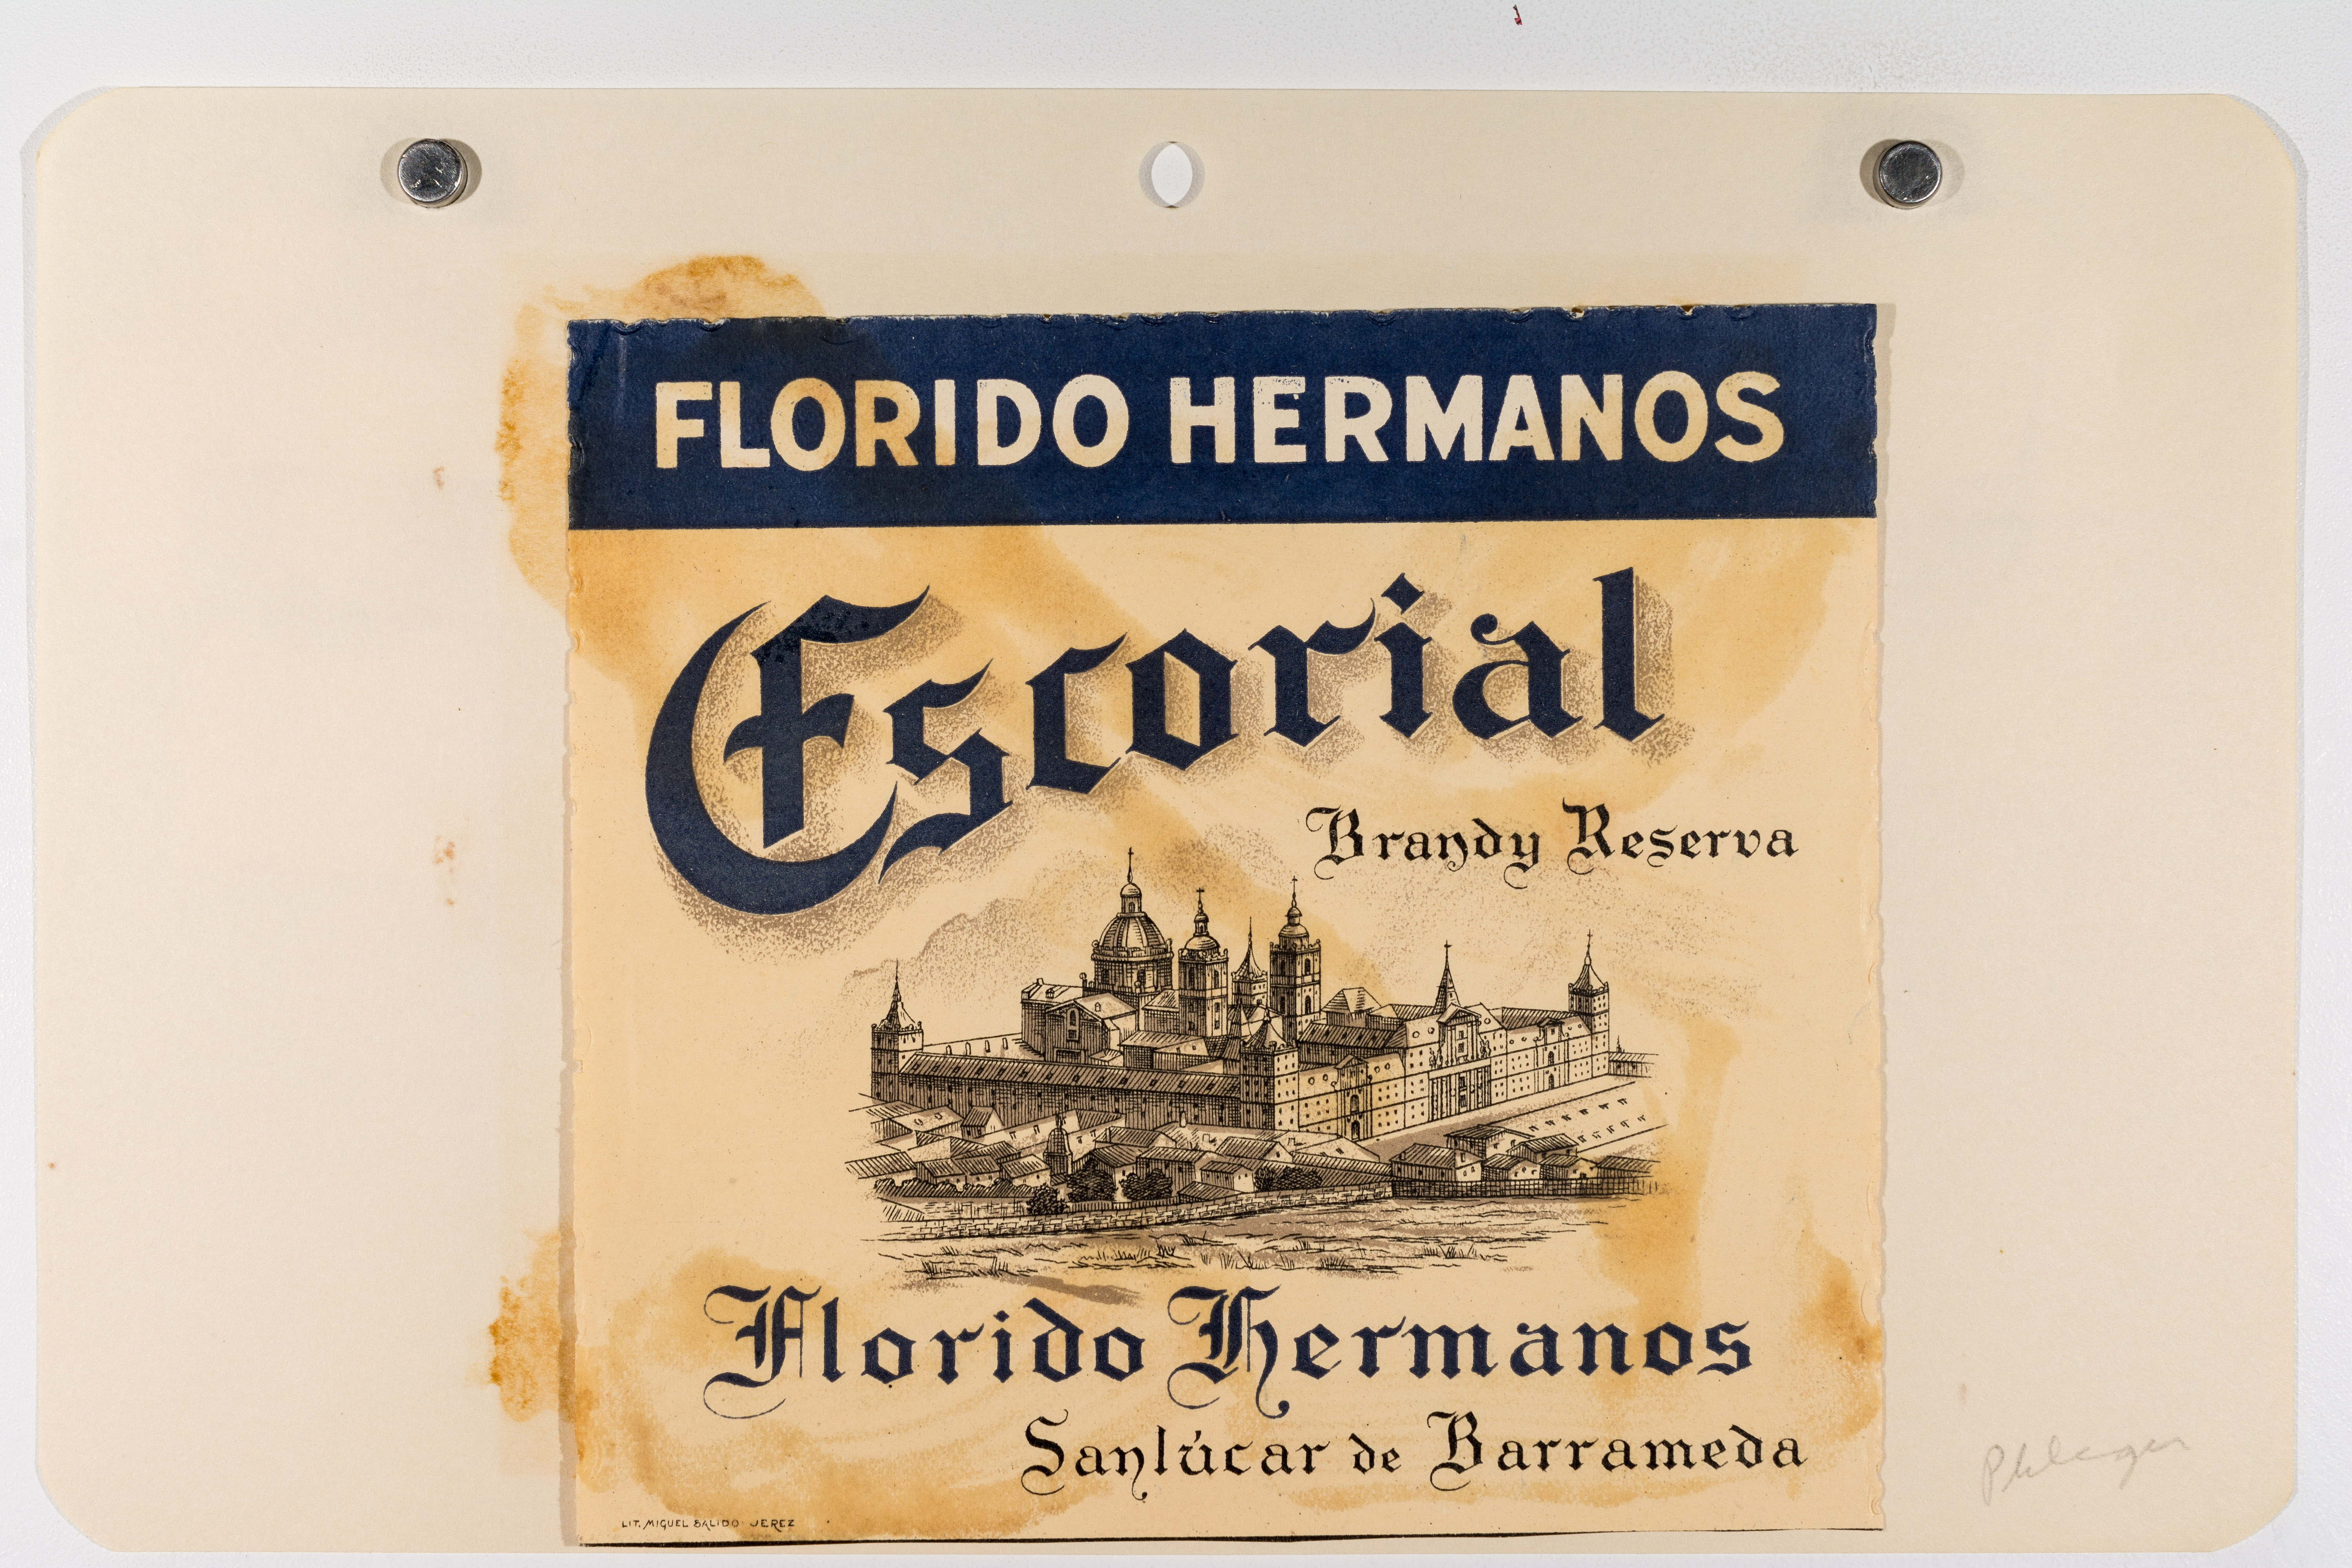 FLORIDO HERMANOS
Escorial
Brandy Reserva
Florido Hermanos
Sanlúcar de Barrameda
LIT. MIGUEL SALIDO JEREZ